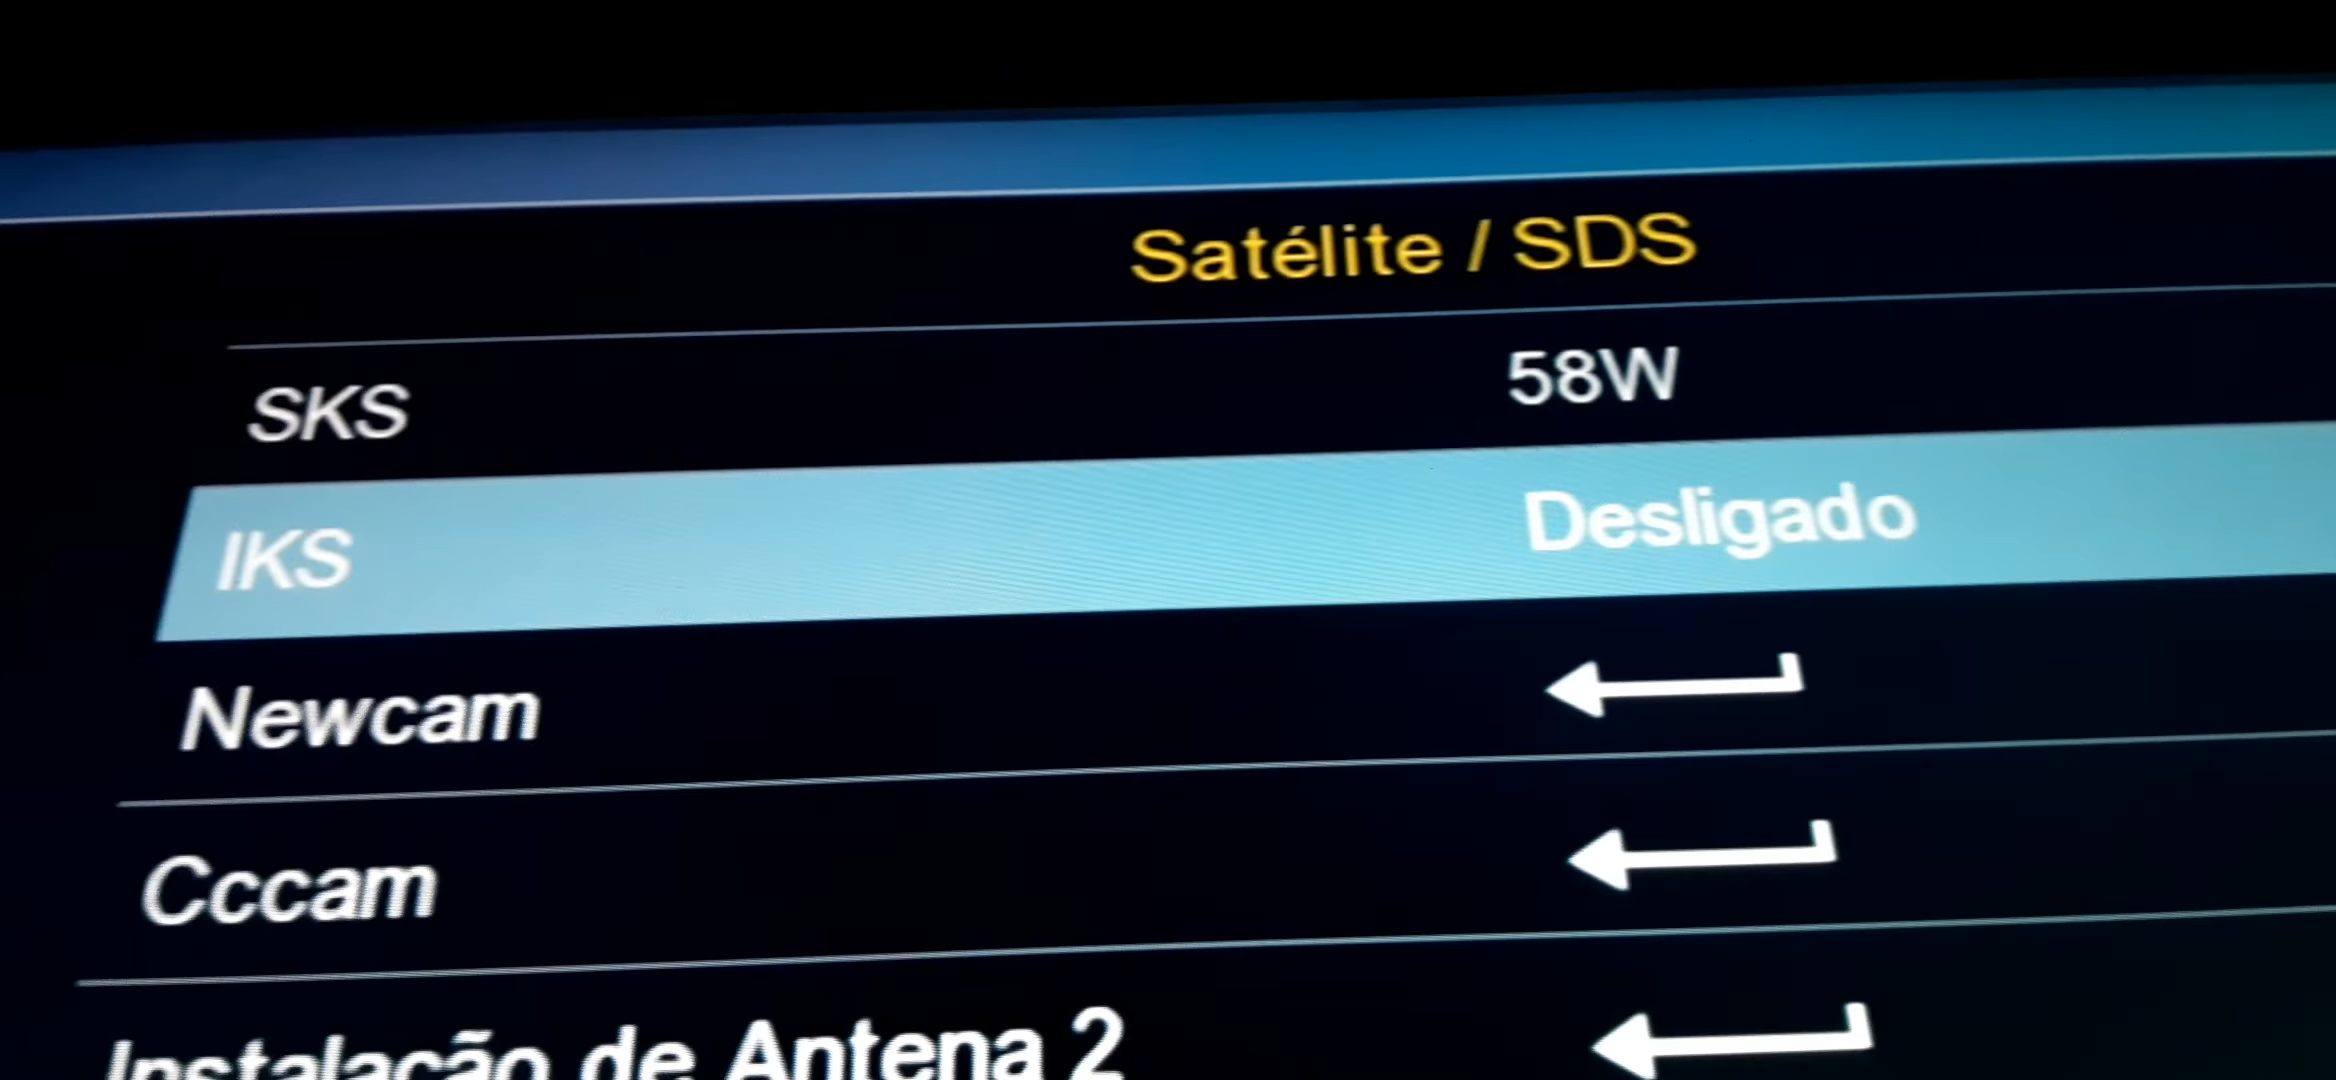 Satélite / SDS
SKS 58W
IKS Desligado
Newcam
Cccam
Instalação de Antena 2